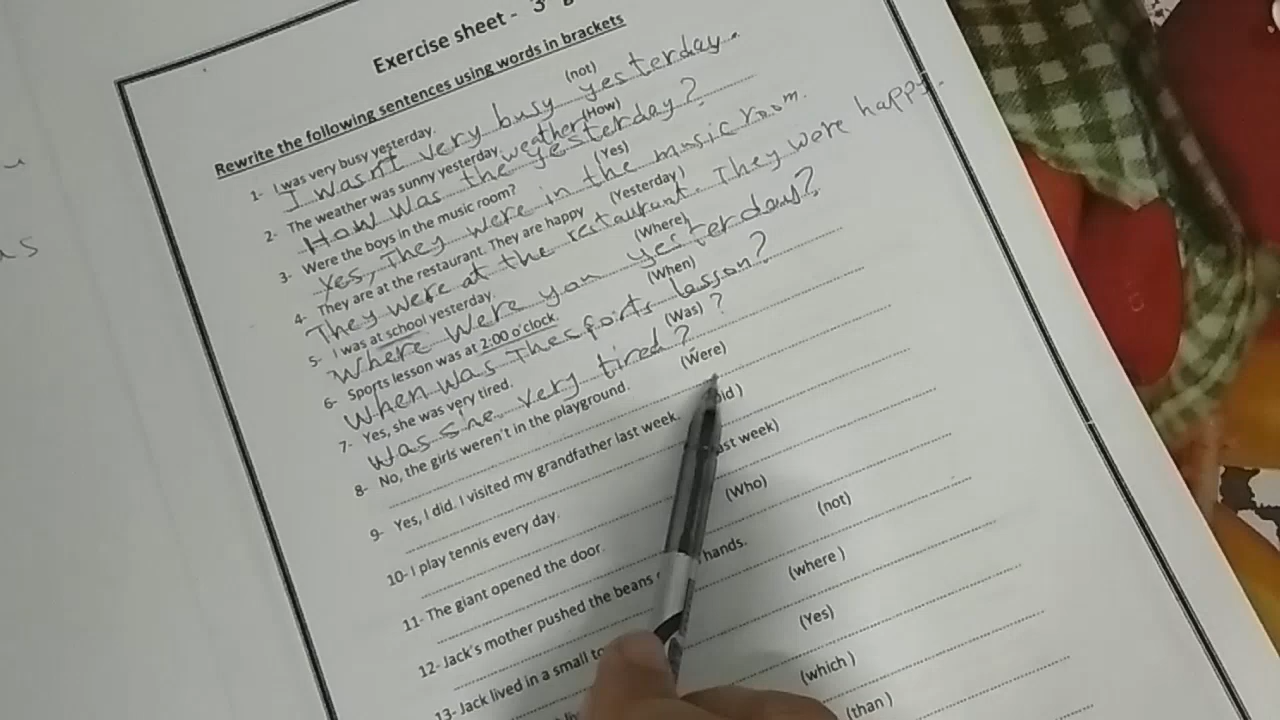 Exercise sheet - 3
Rewrite the following sentences using words in brackets
1- I was very busy yesterday. (not)
I wasn't very busy yesterday.
2- The weather was sunny yesterday. (How)
How was the weather yesterday?
3- Were the boys in the music room? (Yes)
Yes, They were in the music room.
4- They are at the restaurant. They are happy (Yesterday)
They were at the restaurant. They were happy.
5- I was at school yesterday. (Where)
Where were you yesterday?
6- Sports lesson was at 2:00 o'clock. (When)
When was The sports lesson?
7- Yes, she was very tired. (Was) ?
Was she very tired?
8- No, the girls weren't in the playground. (Were)
9- Yes, I did. I visited my grandfather last week.
10- I play tennis every day. week)
11- The giant opened the door. (Who)
12- Jack's mother pushed the beans hands. (not)
13- Jack lived in a small (where)
(Yes)
(which)
(than)